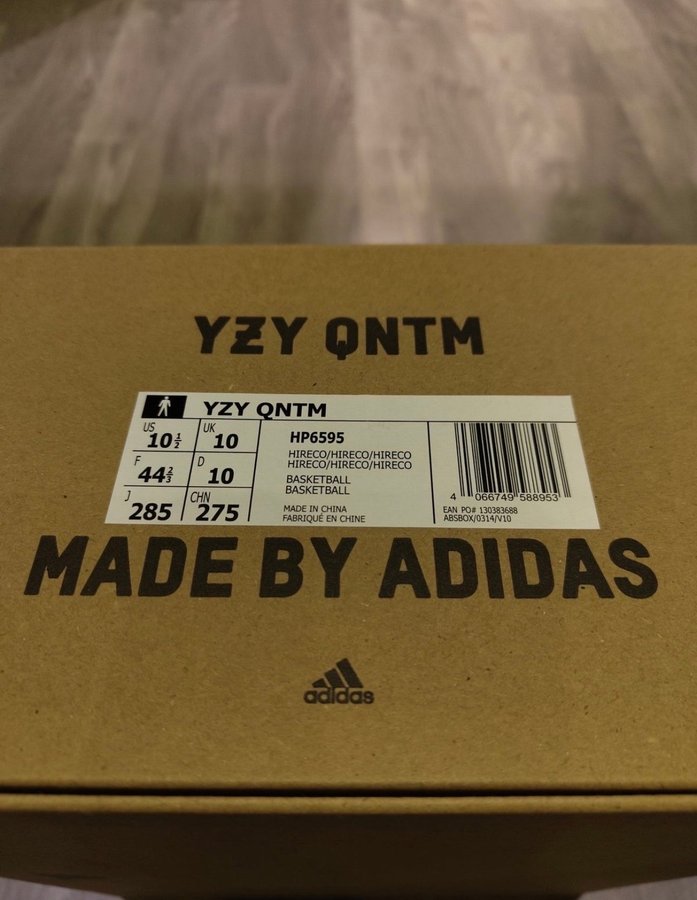 YZY QNTM
YZY QNTM
US 10 1/2 UK 10
F 44 2/3 D 10
J 285 CHN 275
HP6595
HIRECO/HIRECO/HIRECO
HIRECO/HIRECO/HIRECO
BASKETBALL
BASKETBALL
MADE IN CHINA
FABRIQUÉ EN CHINE
4 066749 588953
EAN PO# 130383688
ABSBOX/0314/V10
MADE BY ADIDAS
adidas